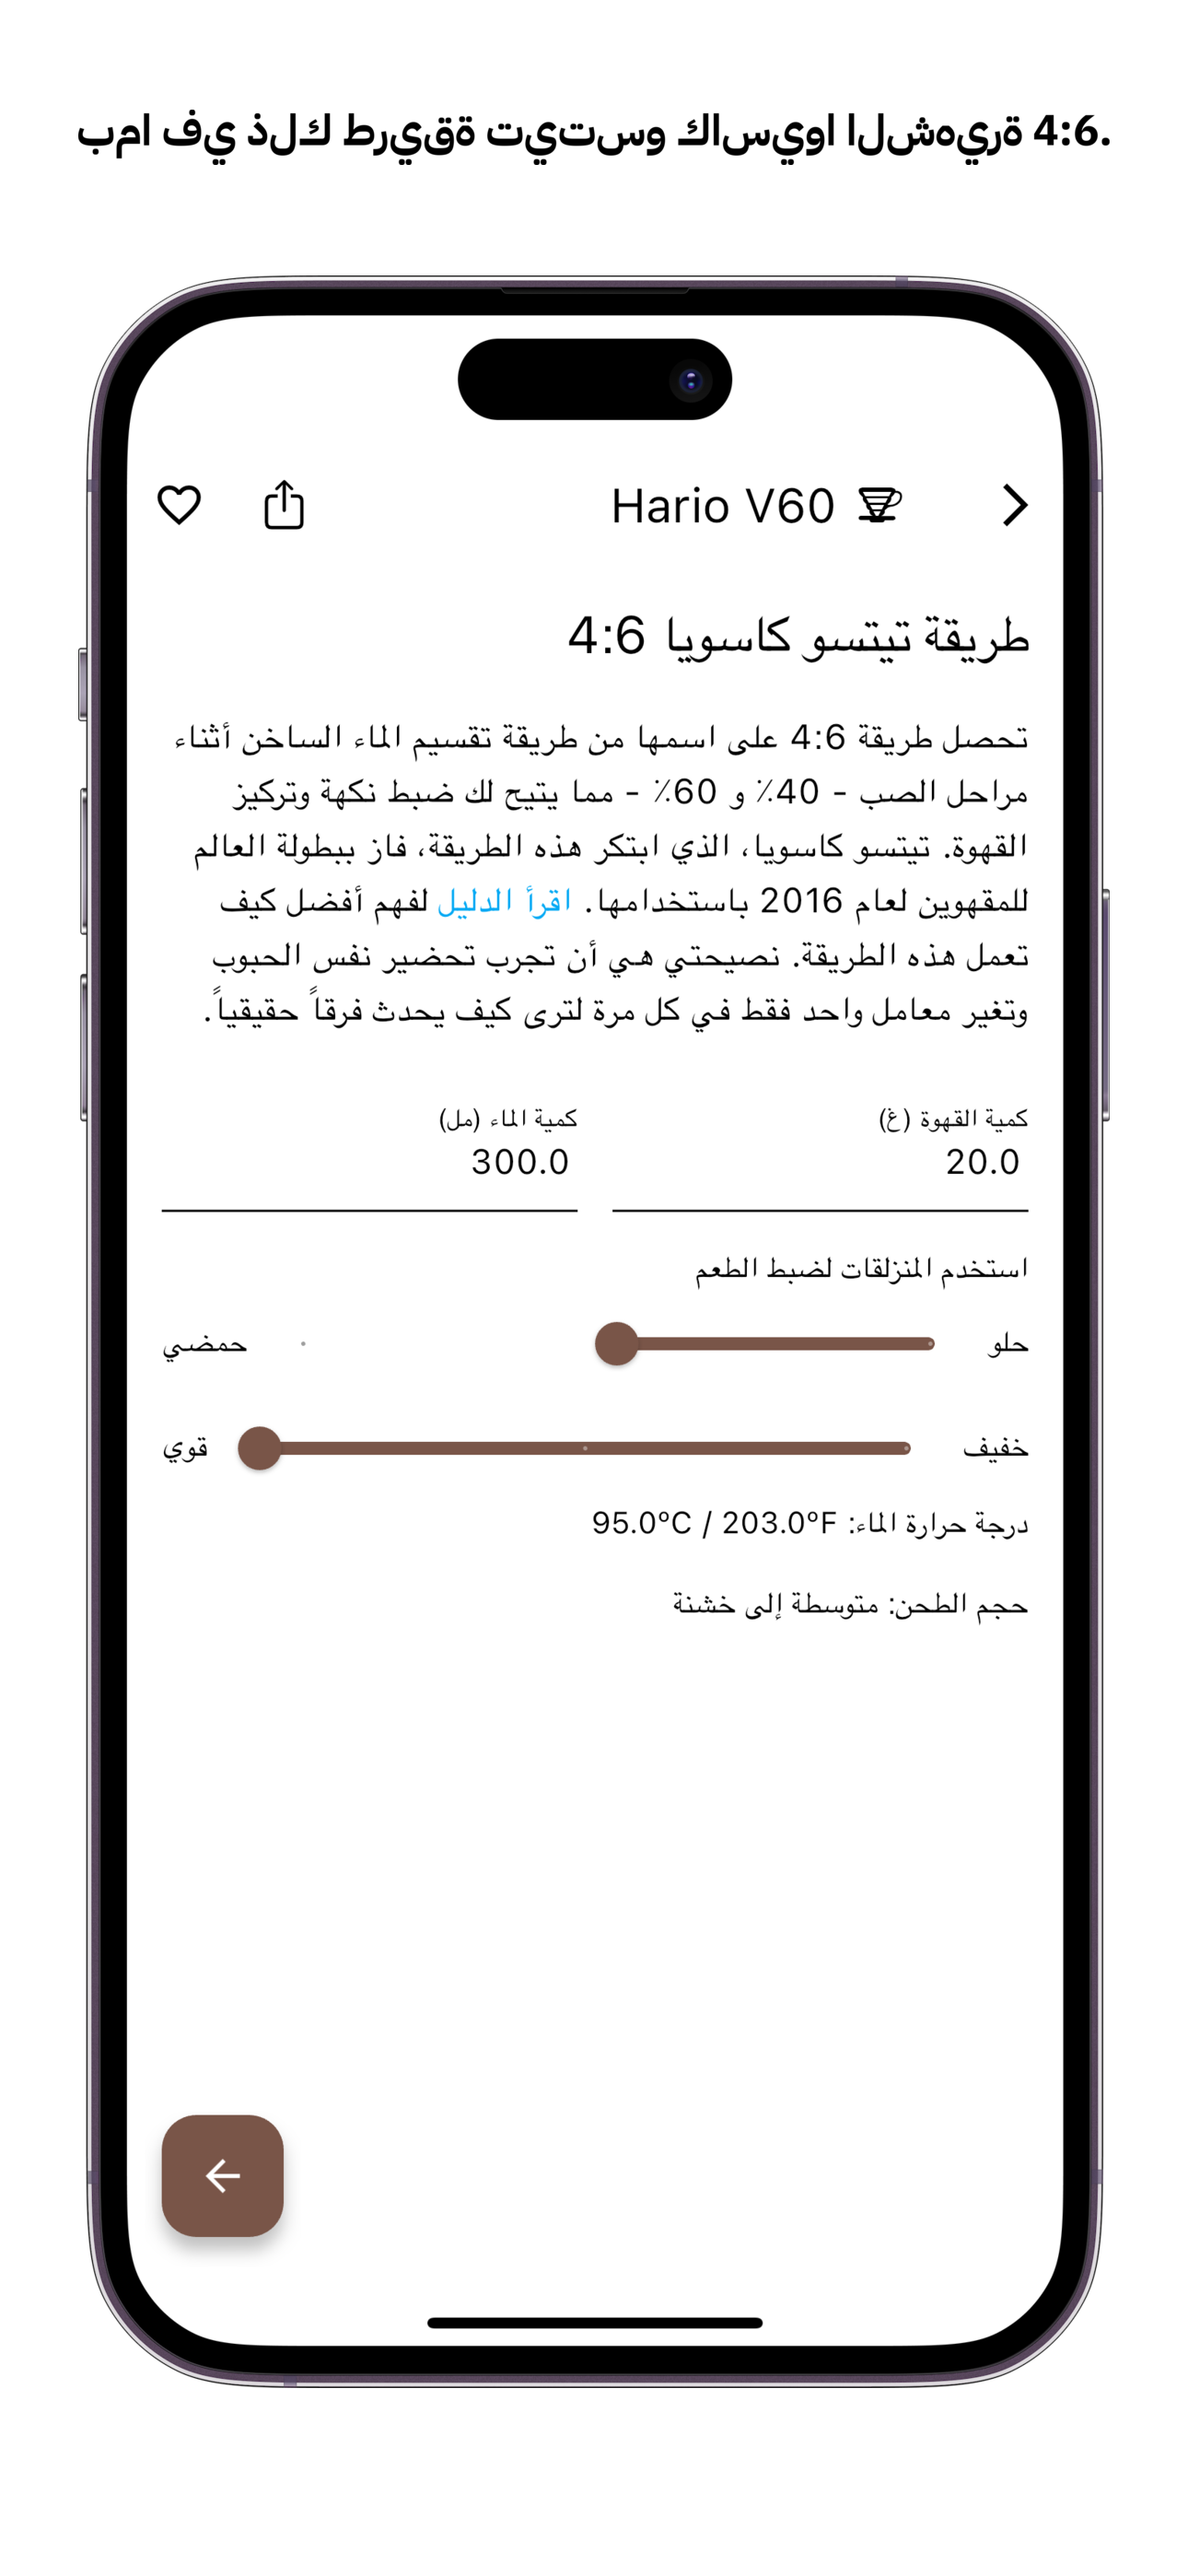 بما في ذلك طريقة تيتسو كاسيوا الشهيرة 4:6.
Hario V60
طريقة تيتسو كاسويا 4:6
تحصل طريقة 4:6 على اسمها من طريقة تقسيم الماء الساخن أثناء
مراحل الصب - 40٪ و 60٪ - مما يتيح لك ضبط نكهة وتركيز
القهوة. تيتسو كاسويا، الذي ابتكر هذه الطريقة، فاز ببطولة العالم
للمقهوين لعام 2016 باستخدامها. اقرأ الدليل لفهم أفضل كيف
تعمل هذه الطريقة. نصيحتي هي أن تجرب تحضير نفس الحبوب
وتغير معامل واحد فقط في كل مرة لترى كيف يحدث فرقاً حقيقياً.
كمية القهوة (غ)
20.0
كمية الماء (مل)
300.0
استخدم المنزلقات لضبط الطعم
حلو
حمضي
خفيف
قوي
درجة حرارة الماء: 95.0°C / 203.0°F
حجم الطحن: متوسطة إلى خشنة